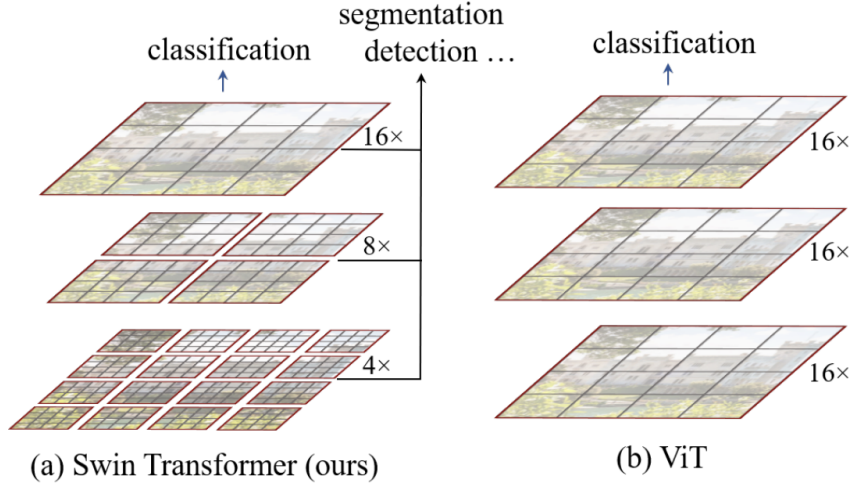 segmentation
classification
detection ...
classification
16×
16×
8×
16×
4×
16×
(a) Swin Transformer (ours)
(b) ViT